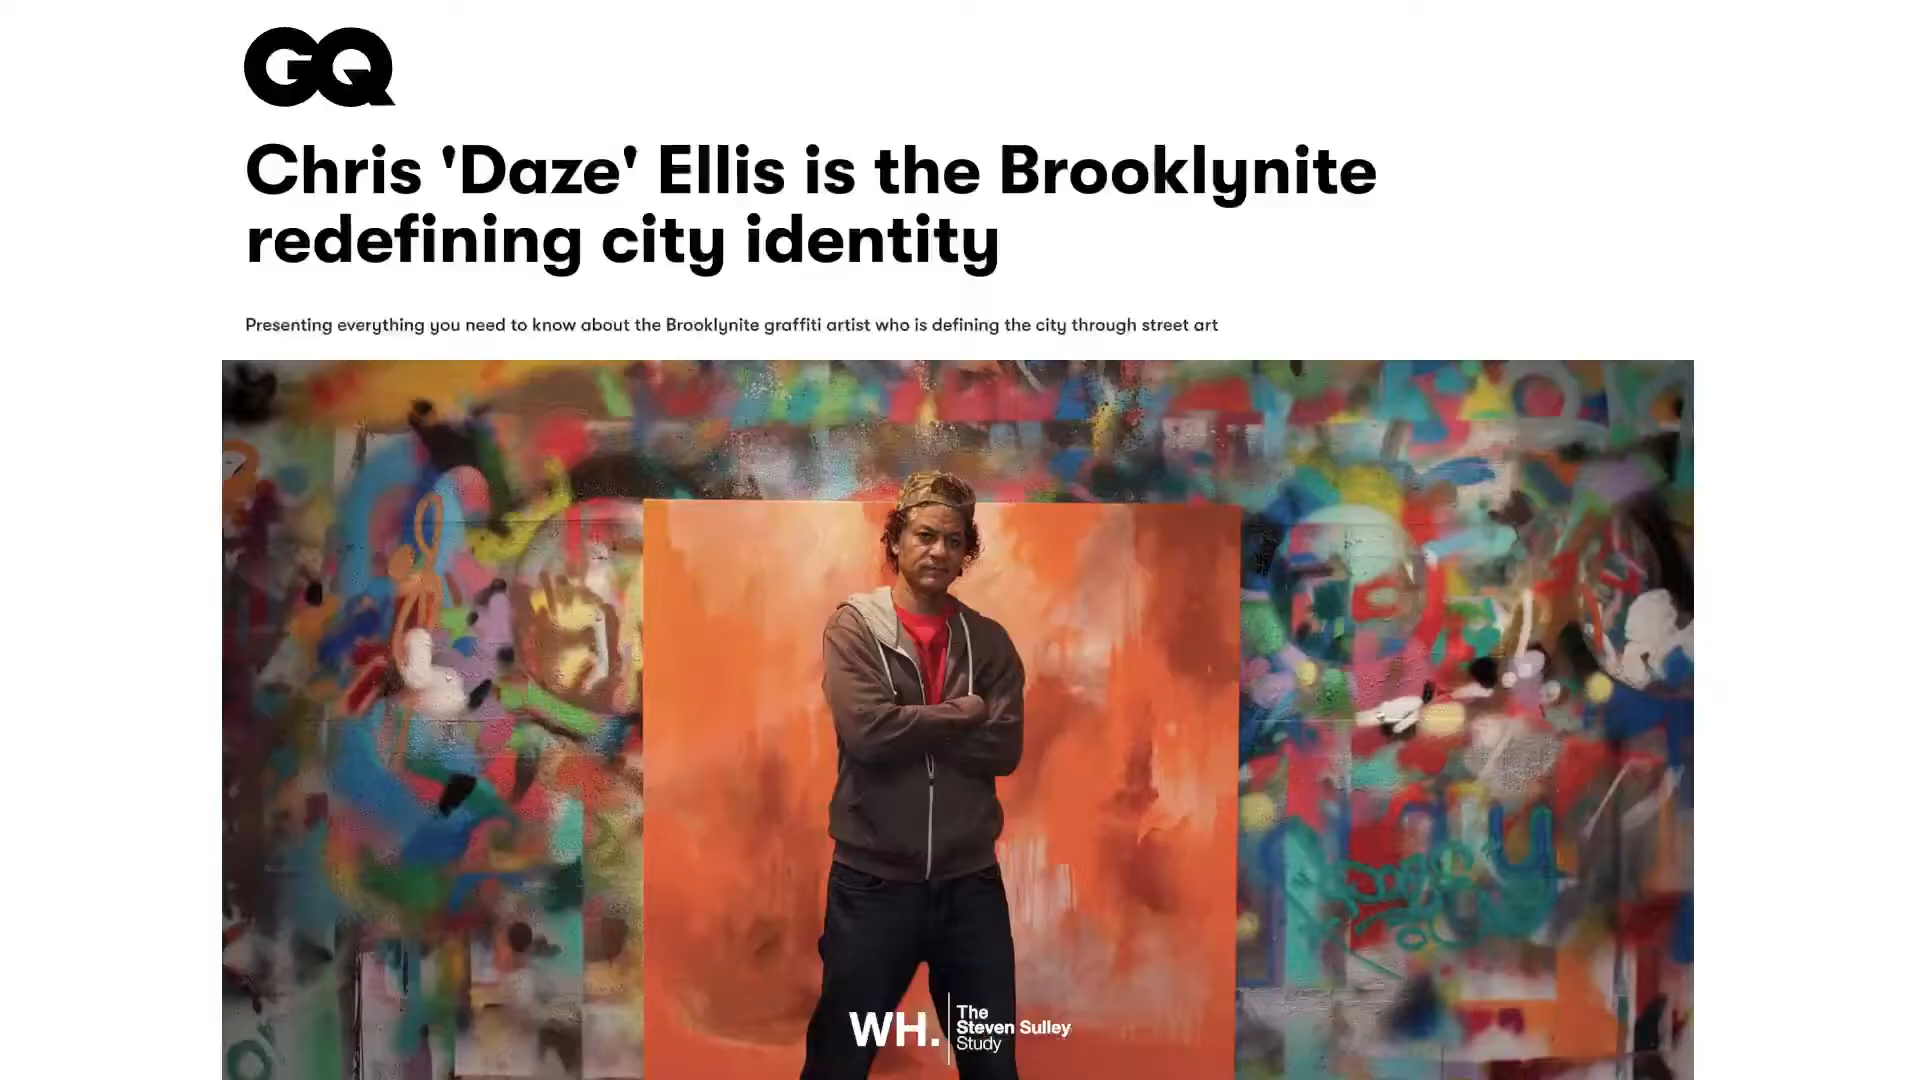 GQ
Chris 'Daze' Ellis is the Brooklynite
redefining city identity
Presenting everything you need to know about the Brooklynite graffiti artist who is defining the city through street art
WH.
The
Steven Sulley
Study